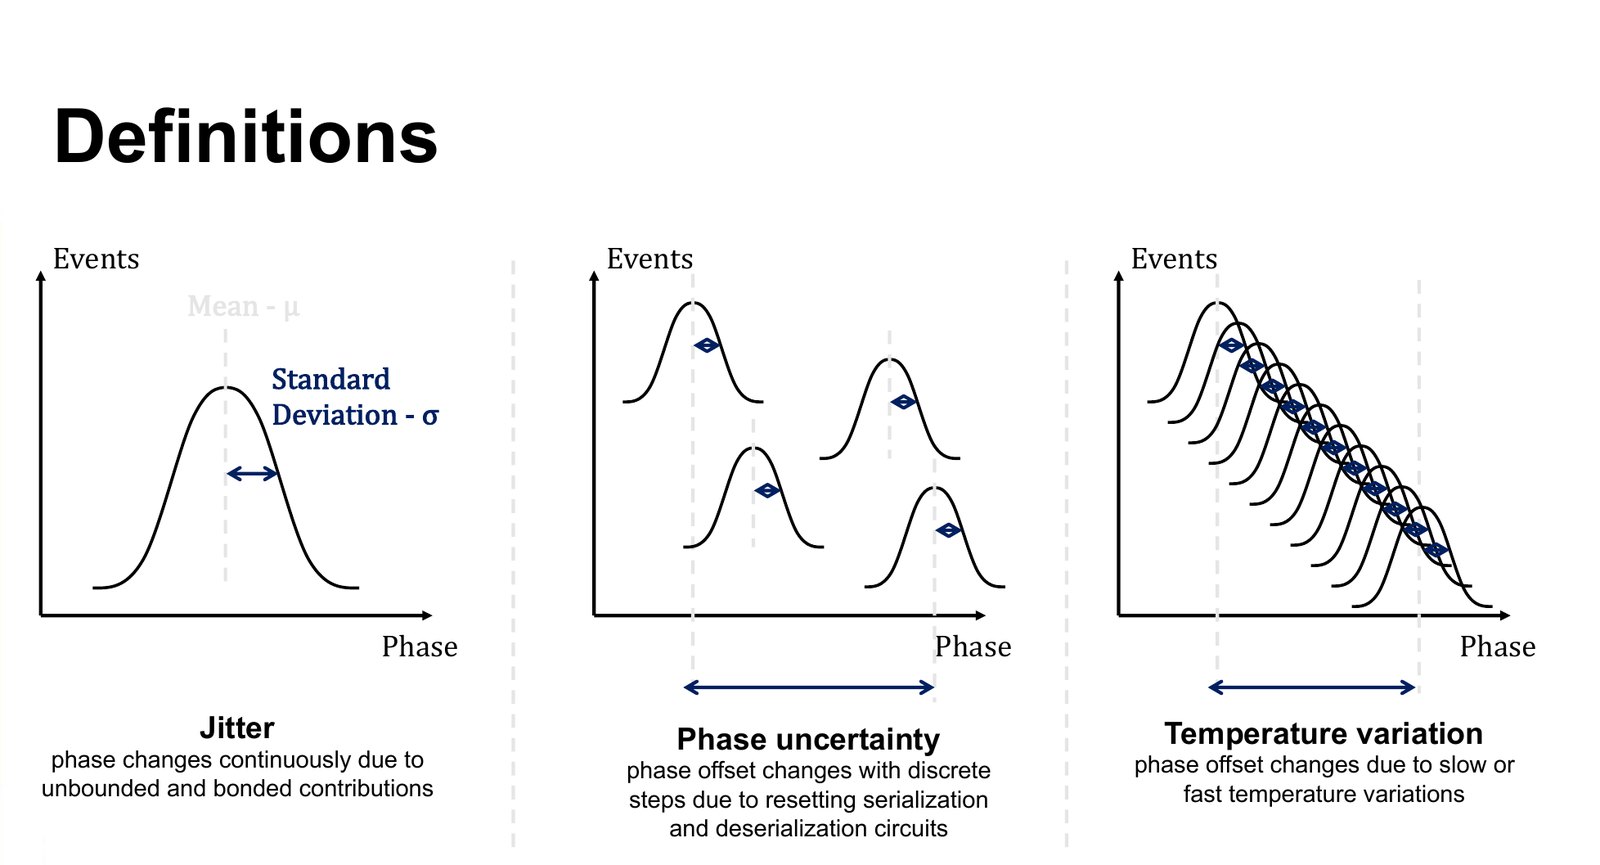 Definitions
Events
Mean - μ
Standard
Deviation - σ
Phase
Jitter
phase changes continuously due to
unbounded and bonded contributions
Events
Phase
Phase uncertainty
phase offset changes with discrete
steps due to resetting serialization
and deserialization circuits
Events
Phase
Temperature variation
phase offset changes due to slow or
fast temperature variations